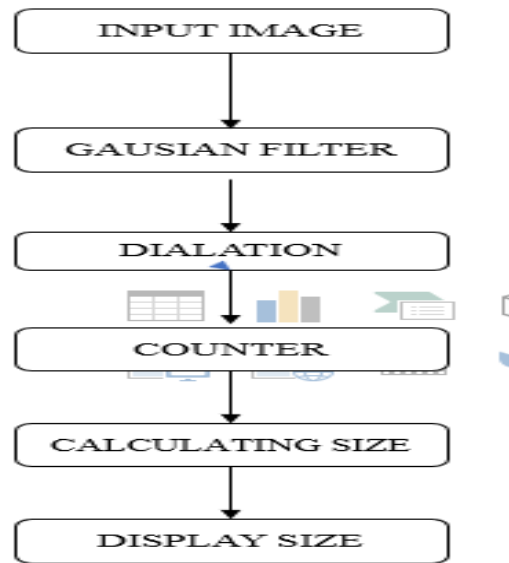 INPUT IMAGE
GAUSIAN FILTER
DIALATION
COUNTER
CALCULATING SIZE
DISPLAY SIZE